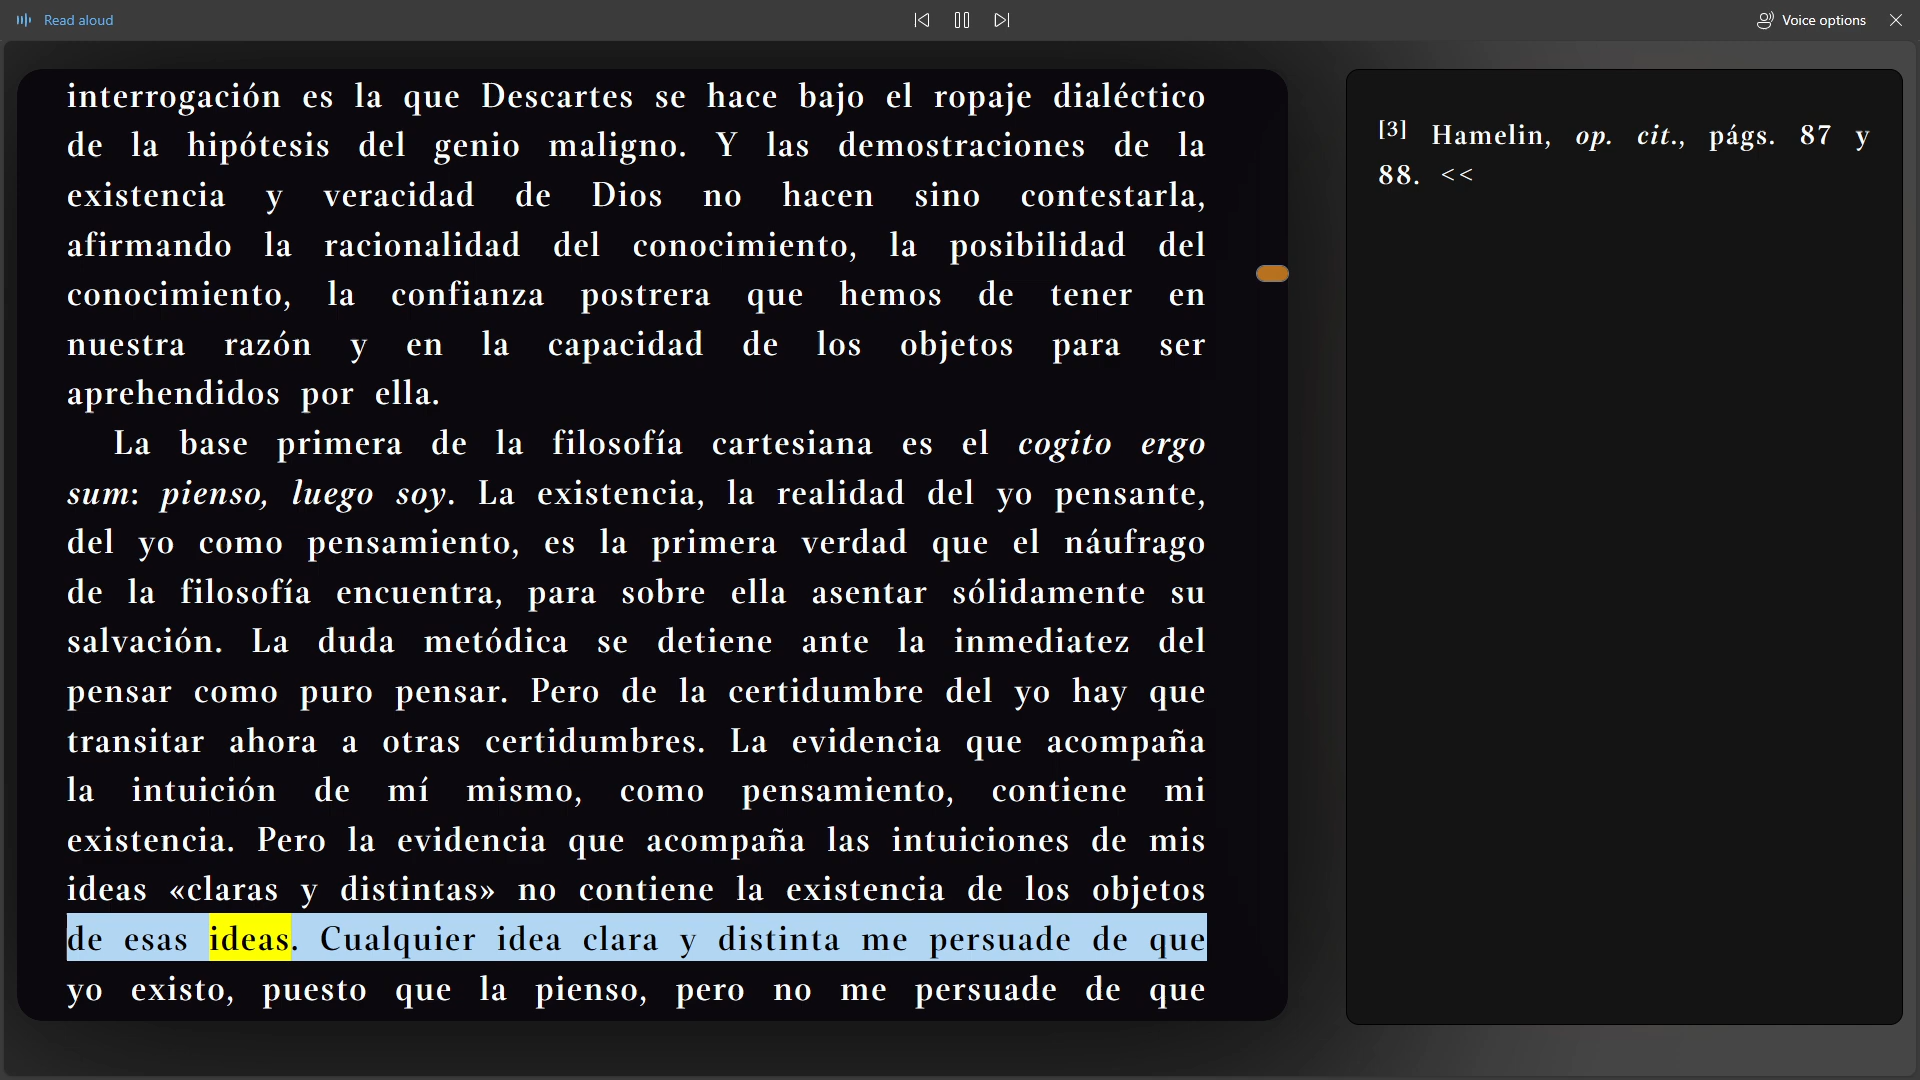 Read aloud
Voice options
interrogación es la que Descartes se hace bajo el ropaje dialéctico
de la hipótesis del genio maligno. Y las demostraciones de la
existencia y veracidad de Dios no hacen sino contestarla,
afirmando la racionalidad del conocimiento, la posibilidad del
conocimiento, la confianza postrera que hemos de tener en
nuestra razón y en la capacidad de los objetos para ser
aprehendidos por ella.
La base primera de la filosofía cartesiana es el cogito ergo
sum: pienso, luego soy. La existencia, la realidad del yo pensante,
del yo como pensamiento, es la primera verdad que el náufrago
de la filosofía encuentra, para sobre ella asentar sólidamente su
salvación. La duda metódica se detiene ante la inmediatez del
pensar como puro pensar. Pero de la certidumbre del yo hay que
transitar ahora a otras certidumbres. La evidencia que acompaña
la intuición de mí mismo, como pensamiento, contiene mi
existencia. Pero la evidencia que acompaña las intuiciones de mis
ideas «claras y distintas» no contiene la existencia de los objetos
de esas ideas. Cualquier idea clara y distinta me persuade de que
yo existo, puesto que la pienso, pero no me persuade de que
[3] Hamelin, op. cit., págs. 87 y
88. <<